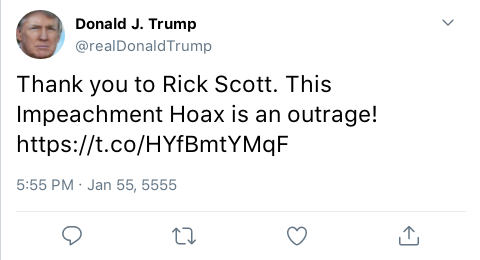 Donald J. Trump
@realDonaldTrump
Thank you to Rick Scott. This
Impeachment Hoax is an outrage!
https://t.co/HYfBmtYMqF
5:55 PM · Jan 55, 5555